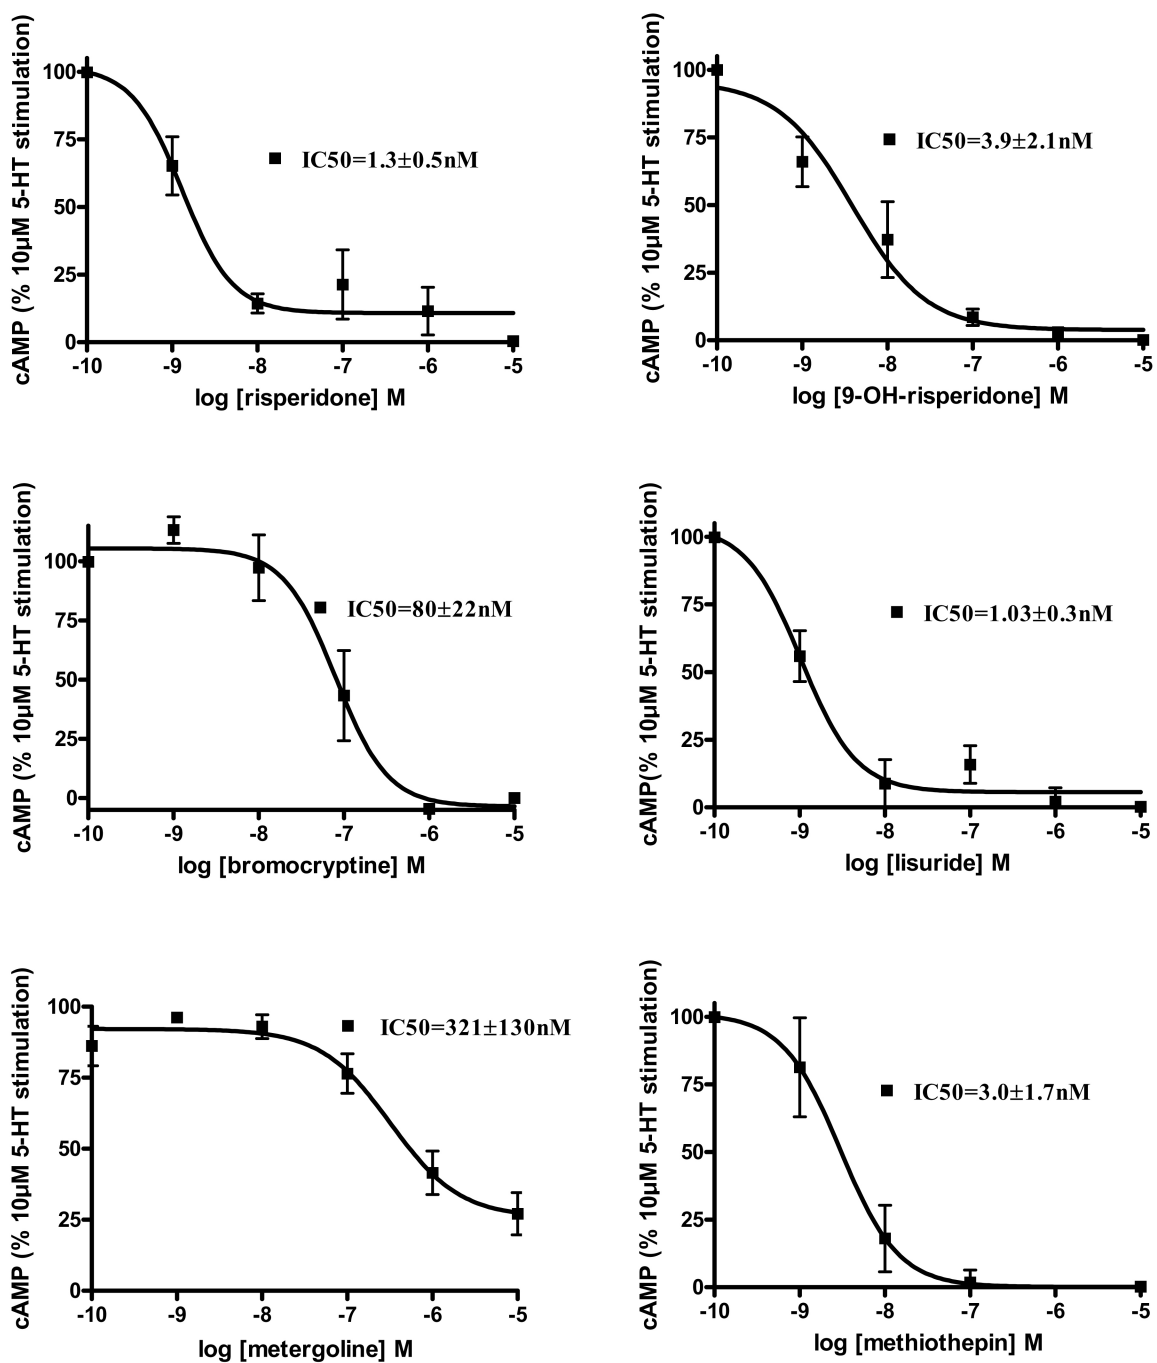 cAMP (% 10µM 5-HT stimulation)
100
75
50
25
0
IC50=1.3±0.5nM
-10 -9 -8 -7 -6 -5
log [risperidone] M
cAMP (% 10µM 5-HT stimulation)
100
75
50
25
0
IC50=3.9±2.1nM
-10 -9 -8 -7 -6 -5
log [9-OH-risperidone] M
cAMP (% 10µM 5-HT stimulation)
100
75
50
25
0
IC50=80±22nM
-10 -9 -8 -7 -6 -5
log [bromocryptine] M
cAMP(% 10µM 5-HT stimulation)
100
75
50
25
0
IC50=1.03±0.3nM
-10 -9 -8 -7 -6 -5
log [lisuride] M
cAMP (% 10µM 5-HT stimulation)
100
75
50
25
0
IC50=321±130nM
-10 -9 -8 -7 -6 -5
log [metergoline] M
cAMP (% 10µM 5-HT stimulation)
100
75
50
25
0
IC50=3.0±1.7nM
-10 -9 -8 -7 -6 -5
log [methiothepin] M